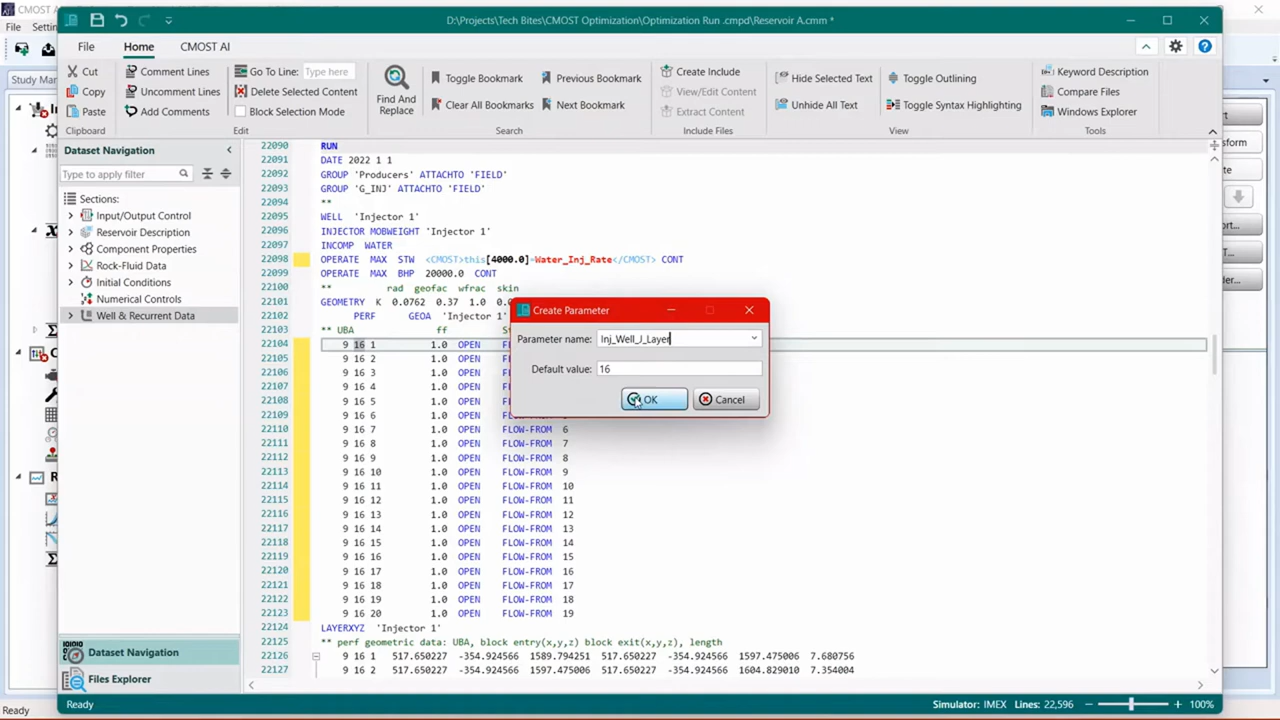 D:\Projects\Tech Bites\CMOST Optimization\Optimization Run .cmpd\Reservoir A.cmm *
File
Home
CMOST AI
Cut
Copy
Paste
Clipboard
Comment Lines
Uncomment Lines
Add Comments
Go To Line: Type here
Delete Selected Content
Block Selection Mode
Edit
Find And
Replace
Toggle Bookmark
Previous Bookmark
Clear All Bookmarks
Next Bookmark
Search
Create Include
View/Edit Content
Extract Content
Include Files
Hide Selected Text
Unhide All Text
Toggle Outlining
Toggle Syntax Highlighting
View
Keyword Description
Compare Files
Windows Explorer
Tools
Dataset Navigation
Type to apply filter
Sections:
Input/Output Control
Reservoir Description
Component Properties
Rock-Fluid Data
Initial Conditions
Numerical Controls
Well & Recurrent Data
Dataset Navigation
Files Explorer
22090 RUN
22091 DATE 2022 1 1
22092 GROUP 'Producers' ATTACHTO 'FIELD'
22093 GROUP 'G_INJ' ATTACHTO 'FIELD'
22094 **
22095 WELL 'Injector 1'
22096 INJECTOR MOBWEIGHT 'Injector 1'
22097 INCOMP WATER
22098 OPERATE MAX STW <CMOST>this[4000.0]=Water_Inj_Rate</CMOST> CONT
22099 OPERATE MAX BHP 20000.0 CONT
22100 ** rad geofac wfrac skin
22101 GEOMETRY K 0.0762 0.37 1.0 0.
22102 PERF GEOA 'Injector 1'
22103 ** UBA ff
22104 9 16 1 1.0 OPEN
22105 9 16 2 1.0 OPEN
22106 9 16 3 1.0 OPEN
22107 9 16 4 1.0 OPEN
22108 9 16 5 1.0 OPEN
22109 9 16 6 1.0 OPEN
22110 9 16 7 1.0 OPEN FLOW-FROM 6
22111 9 16 8 1.0 OPEN FLOW-FROM 7
22112 9 16 9 1.0 OPEN FLOW-FROM 8
22113 9 16 10 1.0 OPEN FLOW-FROM 9
22114 9 16 11 1.0 OPEN FLOW-FROM 10
22115 9 16 12 1.0 OPEN FLOW-FROM 11
22116 9 16 13 1.0 OPEN FLOW-FROM 12
22117 9 16 14 1.0 OPEN FLOW-FROM 13
22118 9 16 15 1.0 OPEN FLOW-FROM 14
22119 9 16 16 1.0 OPEN FLOW-FROM 15
22120 9 16 17 1.0 OPEN FLOW-FROM 16
22121 9 16 18 1.0 OPEN FLOW-FROM 17
22122 9 16 19 1.0 OPEN FLOW-FROM 18
22123 9 16 20 1.0 OPEN FLOW-FROM 19
22124 LAYERXYZ 'Injector 1'
22125 ** perf geometric data: UBA, block entry(x,y,z) block exit(x,y,z), length
22126 9 16 1 517.650227 -354.924566 1589.794251 517.650227 -354.924566 1597.475006 7.680756
22127 9 16 2 517.650227 -354.924566 1597.475006 517.650227 -354.924566 1604.829010 7.354004
Create Parameter
Parameter name: Inj_Well_J_Layer
Default value: 16
OK
Cancel
Ready
Simulator: IMEX Lines: 22,596 100%
Ready